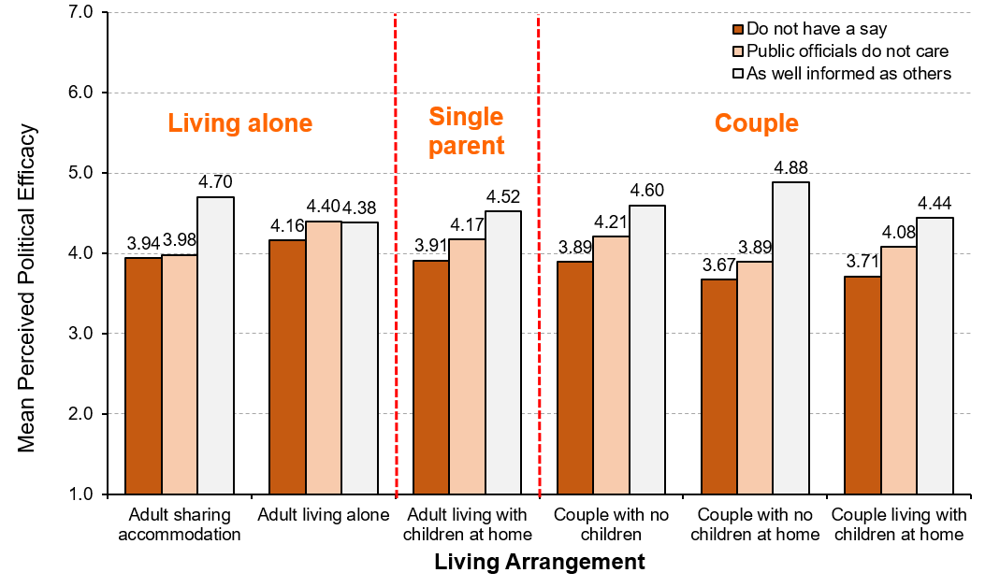 7.0
6.0
5.0
4.0
3.0
2.0
1.0
Mean Perceived Political Efficacy
Do not have a say
Public officials do not care
As well informed as others
Living alone
Single
parent
Couple
3.94 3.98 4.70
4.16 4.40 4.38
3.91 4.17 4.52
3.89 4.21 4.60
3.67 3.89 4.88
3.71 4.08 4.44
Adult sharing
accommodation
Adult living alone
Adult living with
children at home
Couple with no
children
Couple with no
children at home
Couple living with
children at home
Living Arrangement